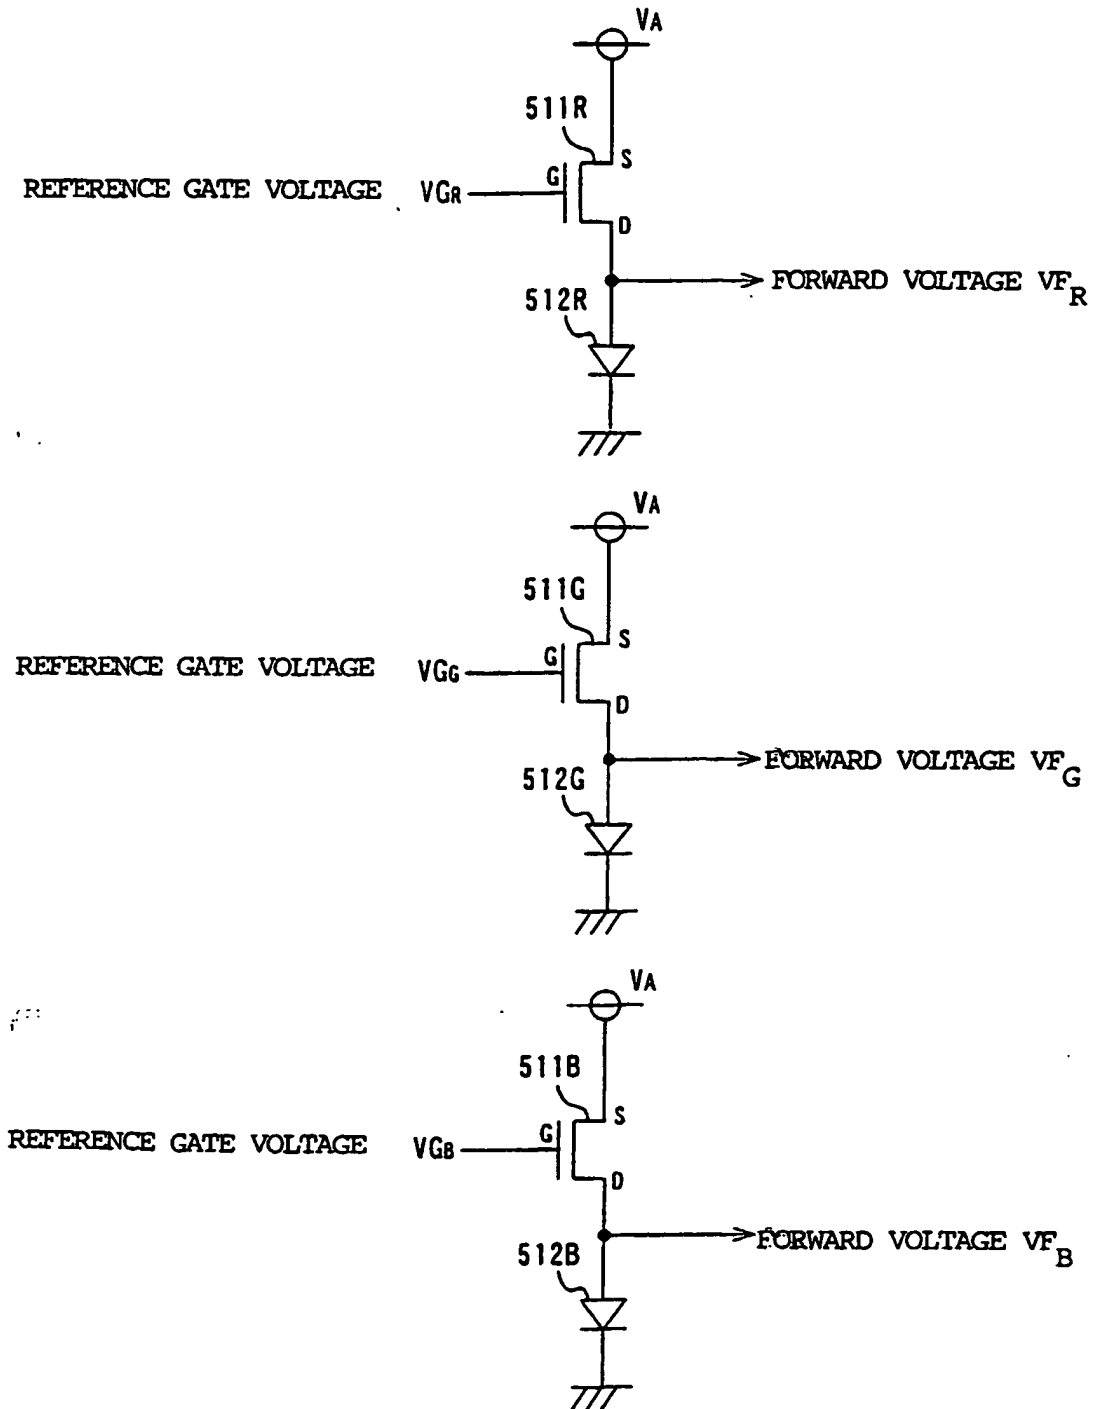 VA
511R
S
REFERENCE GATE VOLTAGE VGR G
D
FORWARD VOLTAGE VFR
512R
VA
511G
S
REFERENCE GATE VOLTAGE VGG G
D
FORWARD VOLTAGE VFG
512G
VA
511B
S
REFERENCE GATE VOLTAGE VGB G
D
FORWARD VOLTAGE VFB
512B